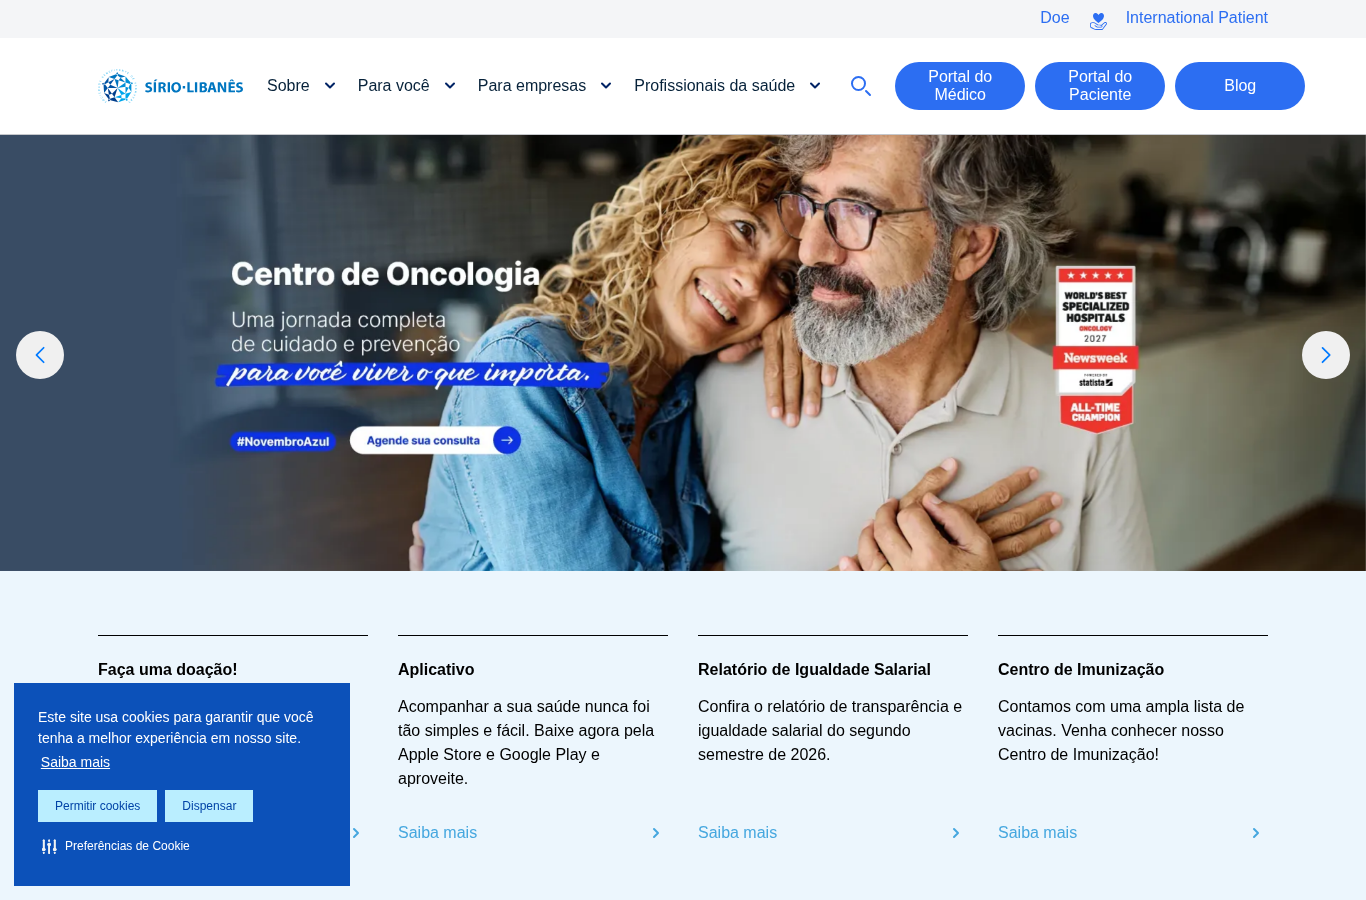 Doe
International Patient
SÍRIO·LIBANÊS
Sobre
Para você
Para empresas
Profissionais da saúde
Portal do
Médico
Portal do
Paciente
Blog
Centro de Oncologia
Uma jornada completa
de cuidado e prevenção
para você viver o que importa.
#NovembroAzul
Agende sua consulta
WORLD'S BEST
SPECIALIZED
HOSPITALS
ONCOLOGY
2027
Newsweek
POWERED BY
statista
ALL-TIME
CHAMPION
Faça uma doação!
Aplicativo
Acompanhar a sua saúde nunca foi
tão simples e fácil. Baixe agora pela
Apple Store e Google Play e
aproveite.
Saiba mais
Relatório de Igualdade Salarial
Confira o relatório de transparência e
igualdade salarial do segundo
semestre de 2026.
Saiba mais
Centro de Imunização
Contamos com uma ampla lista de
vacinas. Venha conhecer nosso
Centro de Imunização!
Saiba mais
Este site usa cookies para garantir que você
tenha a melhor experiência em nosso site.
Saiba mais
Permitir cookies
Dispensar
Preferências de Cookie